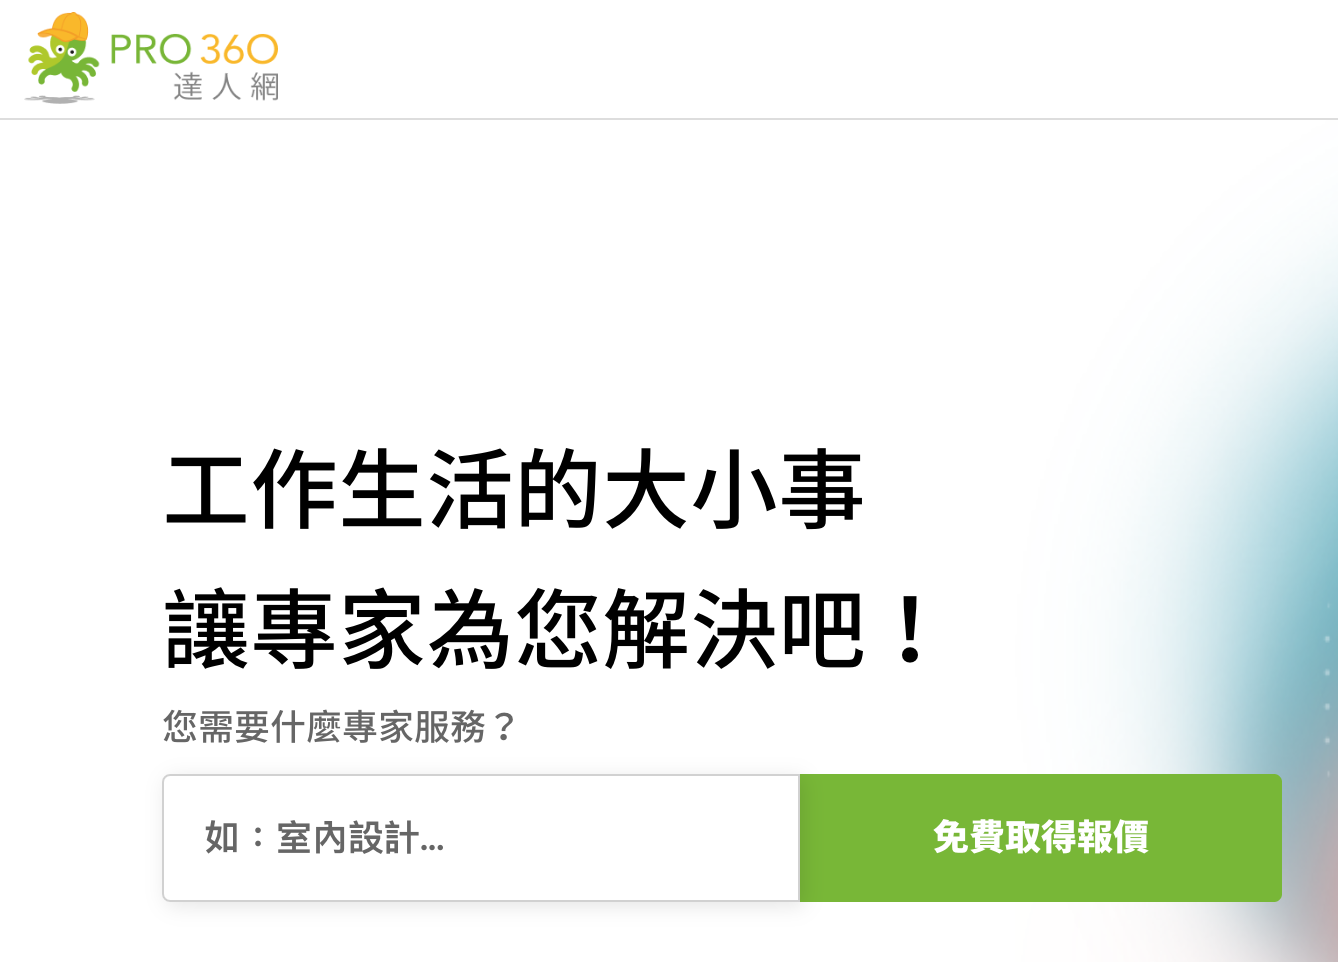 PRO360
達人網
工作生活的大小事
讓專家為您解決吧！
您需要什麼專家服務？
如：室內設計...
免費取得報價